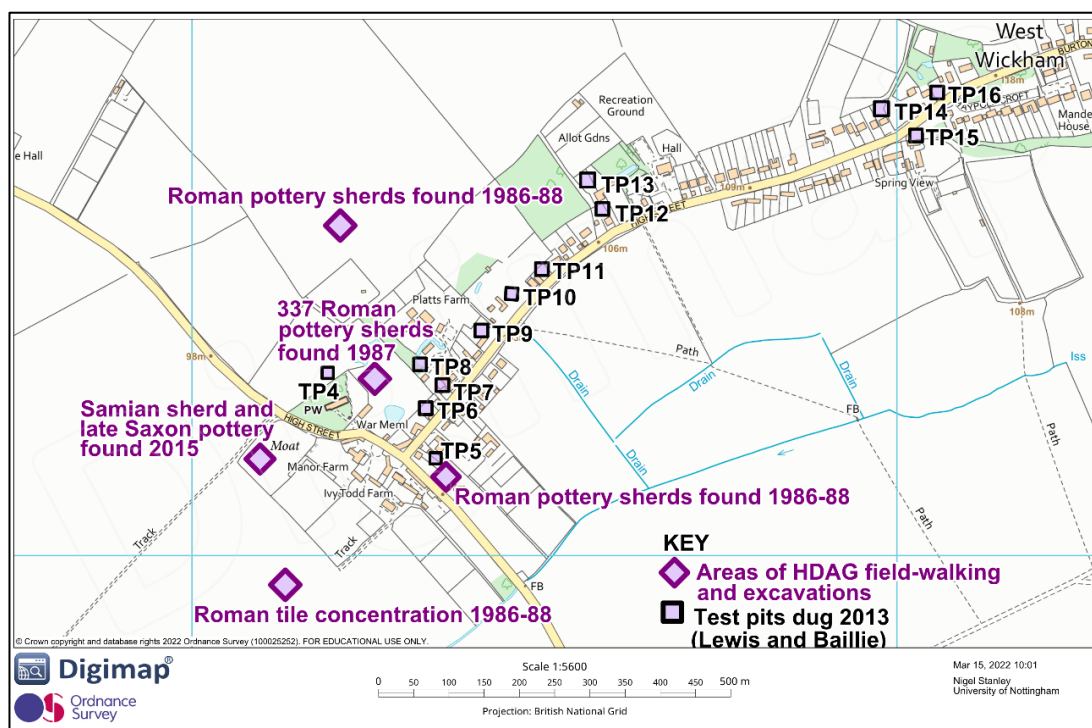 West
Wickham
BURTON
118m
TP16
TP14
MAYPOLE CROFT
TP15
Mande
House
Spring View
Recreation
Ground
Allot Gdns
Hall
e Hall
TP13
TP12
109m
HIGH STREET
106m
Roman pottery sherds found 1986-88
TP11
TP10
Platts Farm
337 Roman
pottery sherds
found 1987
TP9
108m
98m
Path
TP8
TP4
TP7
Drain
Drain
Drain
Iss
PW
TP6
FB
Samian sherd and
late Saxon pottery
found 2015
HIGH STREET
War Meml
Moat
Manor Farm
TP5
Drain
Path
Ivy Todd Farm
Roman pottery sherds found 1986-88
Path
Track
Track
KEY
Areas of HDAG field-walking
and excavations
FB
Roman tile concentration 1986-88
Test pits dug 2013
(Lewis and Baillie)
© Crown copyright and database rights 2022 Ordnance Survey (100025252). FOR EDUCATIONAL USE ONLY.
Digimap®
Ordnance
Survey
Scale 1:5600
0 50 100 150 200 250 300 350 400 500 m
Projection: British National Grid
Mar 15, 2022 10:01
Nigel Stanley
University of Nottingham